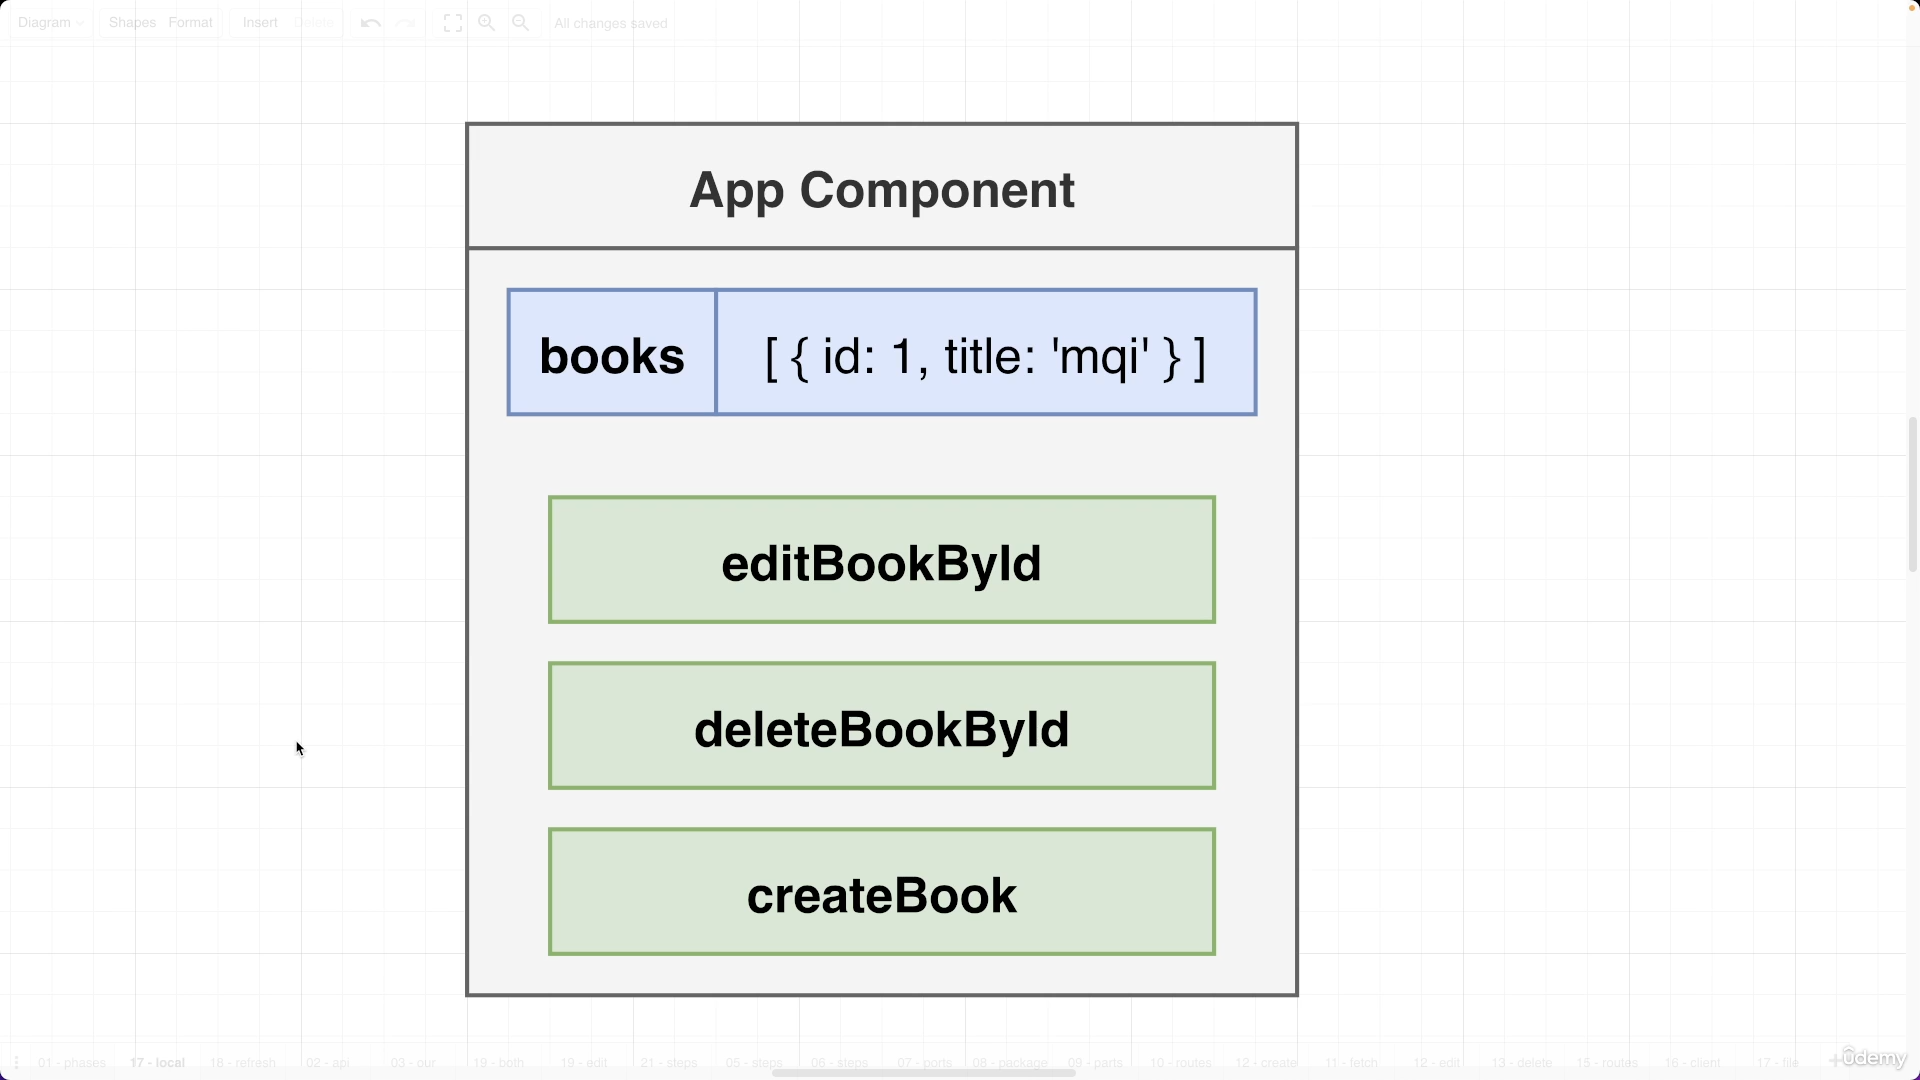 Diagram Shapes Format Insert Delete All changes saved
App Component
books [ { id: 1, title: 'mqi' } ]
editBookById
deleteBookById
createBook
01 - phases 17 - local 18 - refresh 02 - api 03 - our 19 - both 19 - edit 21 - steps 05 - steps 06 - steps 07 - ports 08 - package 09 - parts 10 - routes 12 - create 11 - fetch 12 - edit 13 - delete 15 - routes 16 - client 17 - file
ûdemy